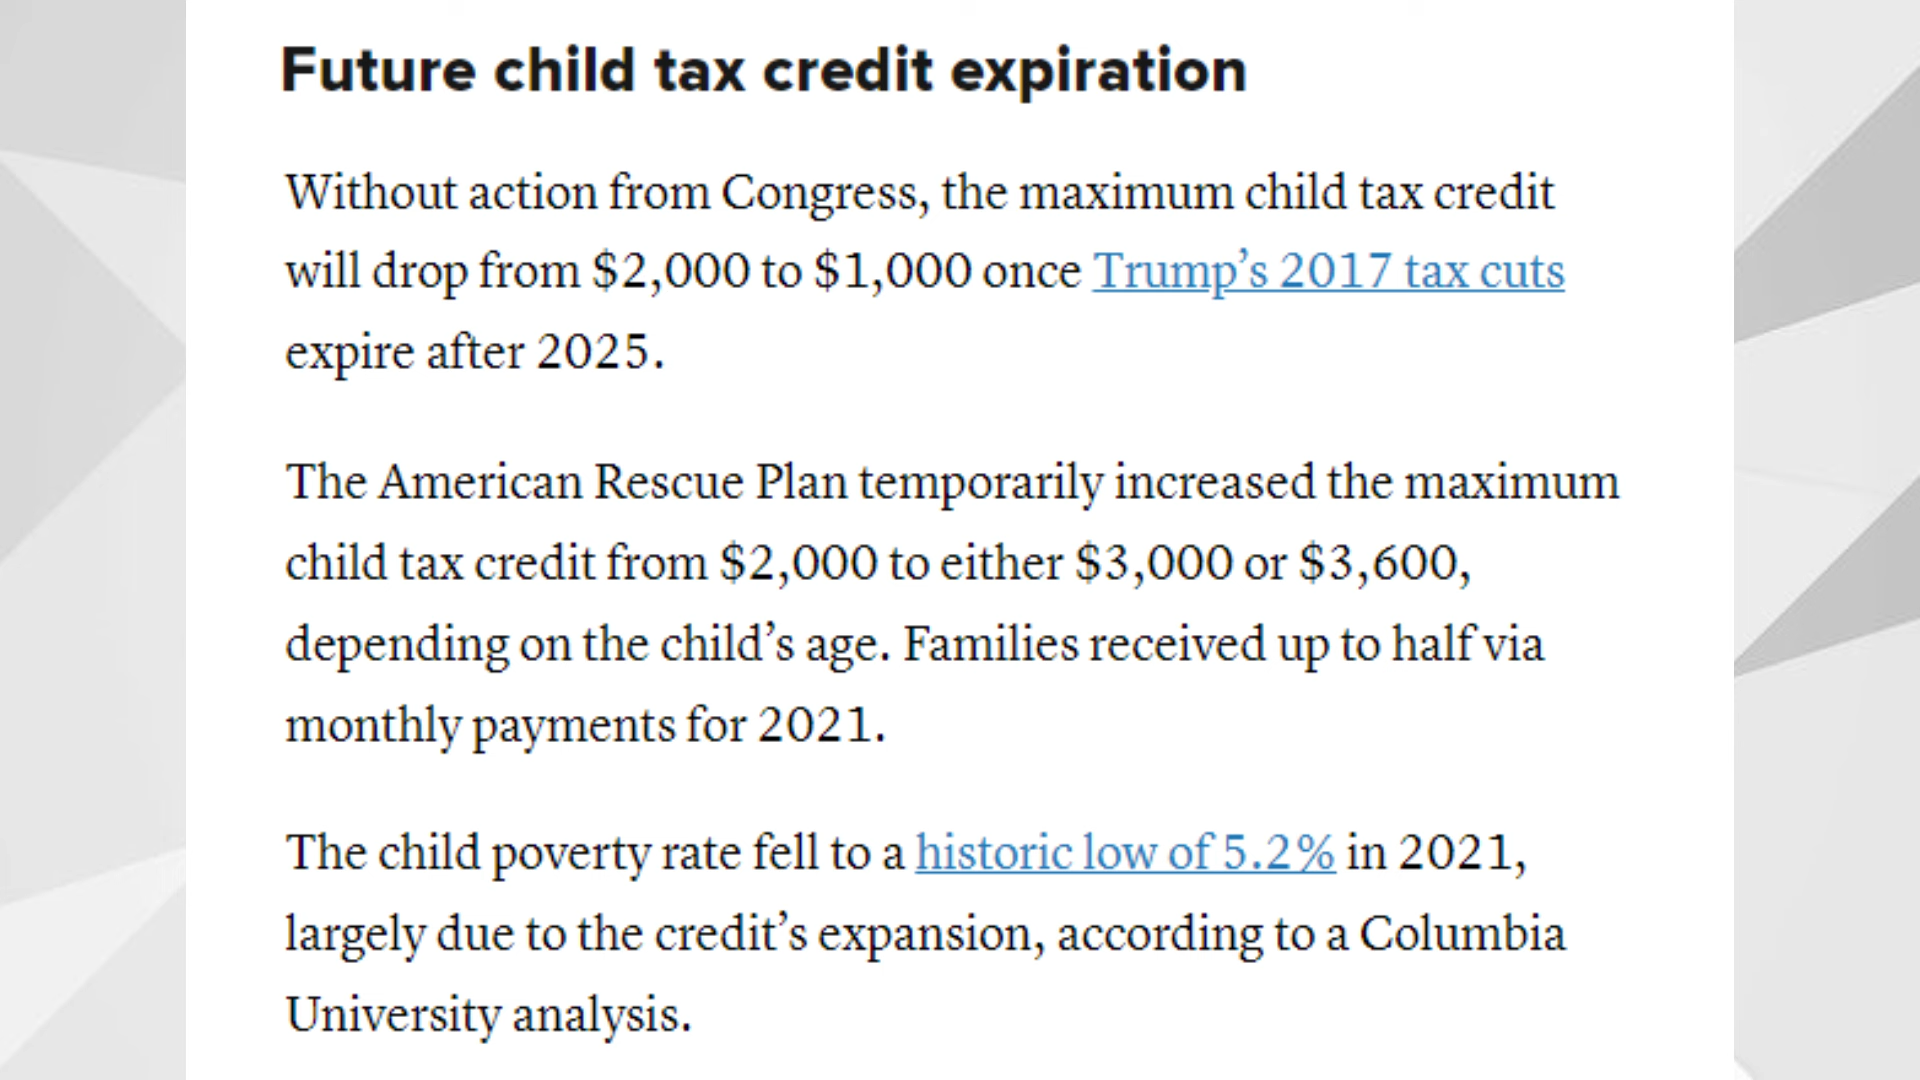 Future child tax credit expiration
Without action from Congress, the maximum child tax credit
will drop from $2,000 to $1,000 once Trump’s 2017 tax cuts
expire after 2025.
The American Rescue Plan temporarily increased the maximum
child tax credit from $2,000 to either $3,000 or $3,600,
depending on the child’s age. Families received up to half via
monthly payments for 2021.
The child poverty rate fell to a historic low of 5.2% in 2021,
largely due to the credit’s expansion, according to a Columbia
University analysis.